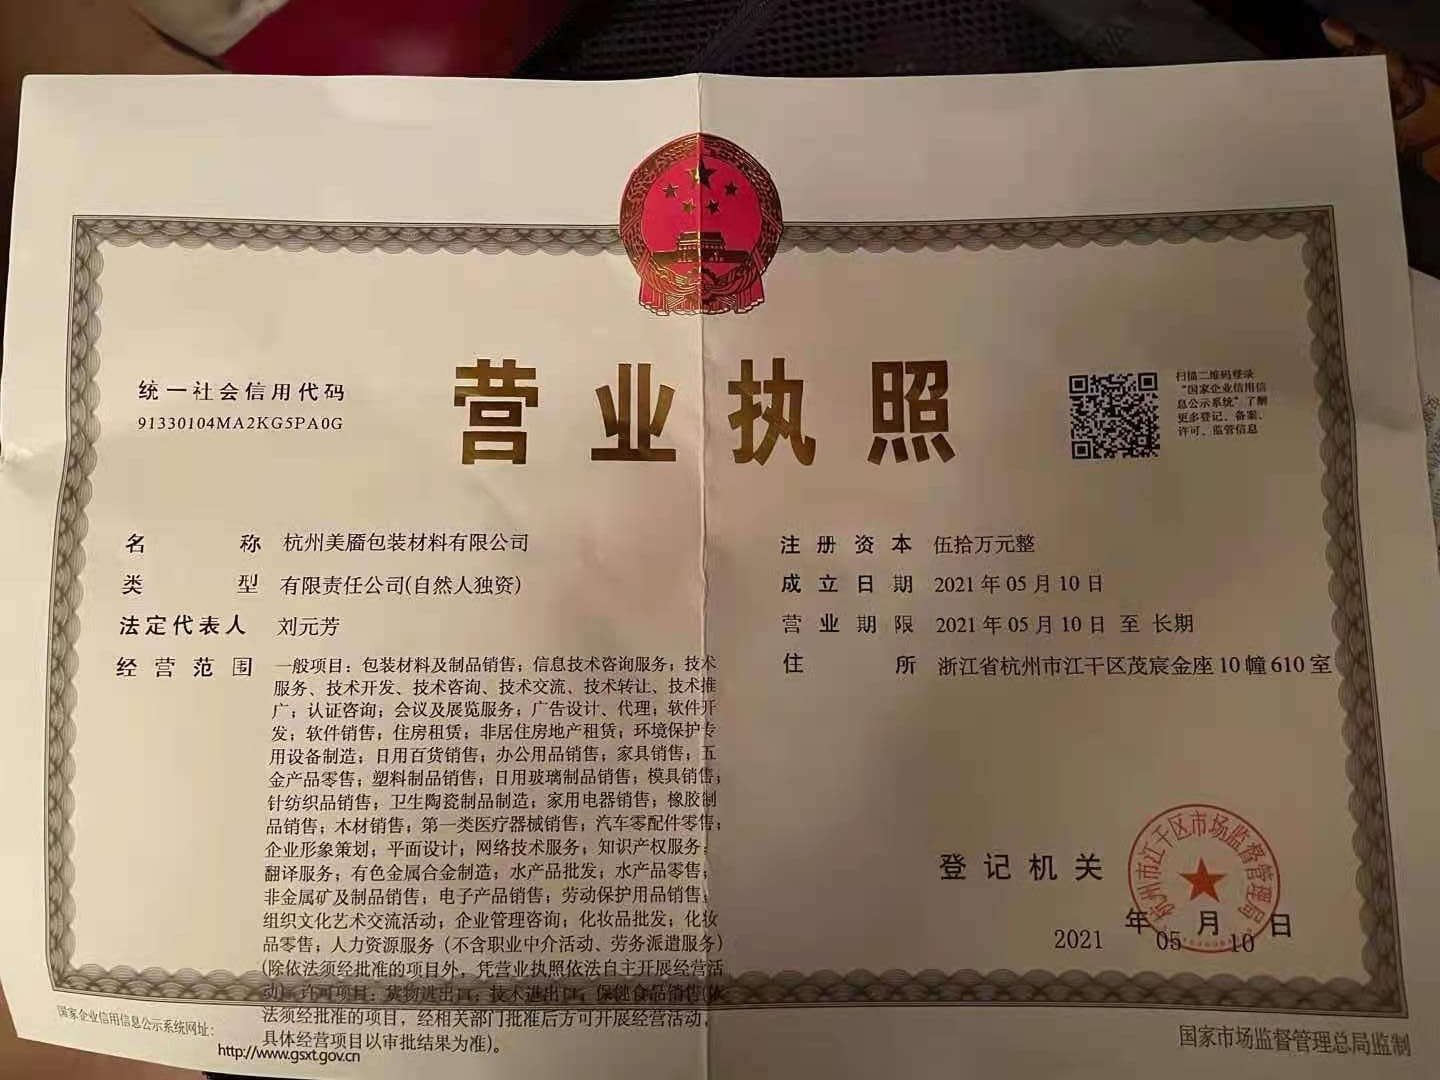 营业执照
统一社会信用代码
91330104MA2KG5PA0G
扫描二维码登录
“国家企业信用信
息公示系统”了解
更多登记、备案、
许可、监管信息
名 称 杭州美靥包装材料有限公司
类 型 有限责任公司(自然人独资)
法定代表人 刘元芳
经营范围 一般项目：包装材料及制品销售；信息技术咨询服务；技术
服务、技术开发、技术咨询、技术交流、技术转让、技术推
广；认证咨询；会议及展览服务；广告设计、代理；软件开
发；软件销售；住房租赁；非居住房地产租赁；环境保护专
用设备制造；日用百货销售；办公用品销售；家具销售；五
金产品零售；塑料制品销售；日用玻璃制品销售；模具销售；
针纺织品销售；卫生陶瓷制品制造；家用电器销售；橡胶制
品销售；木材销售；第一类医疗器械销售；汽车零配件零售；
企业形象策划；平面设计；网络技术服务；知识产权服务；
翻译服务；有色金属合金制造；水产品批发；水产品零售；
非金属矿及制品销售；电子产品销售；劳动保护用品销售；
组织文化艺术交流活动；企业管理咨询；化妆品批发；化妆
品零售；人力资源服务（不含职业中介活动、劳务派遣服务）
(除依法须经批准的项目外，凭营业执照依法自主开展经营活
动)。许可项目：货物进出口；技术进出口；保健食品销售(依
法须经批准的项目，经相关部门批准后方可开展经营活动，
具体经营项目以审批结果为准)。
注册资本 伍拾万元整
成立日期 2021年05月10日
营业期限 2021年05月10日 至 长期
住 所 浙江省杭州市江干区茂宸金座10幢610室
登记机关
杭州市江干区市场监督管理局
2021 年 05 月 10 日
国家企业信用信息公示系统网址：
http://www.gsxt.gov.cn
国家市场监督管理总局监制